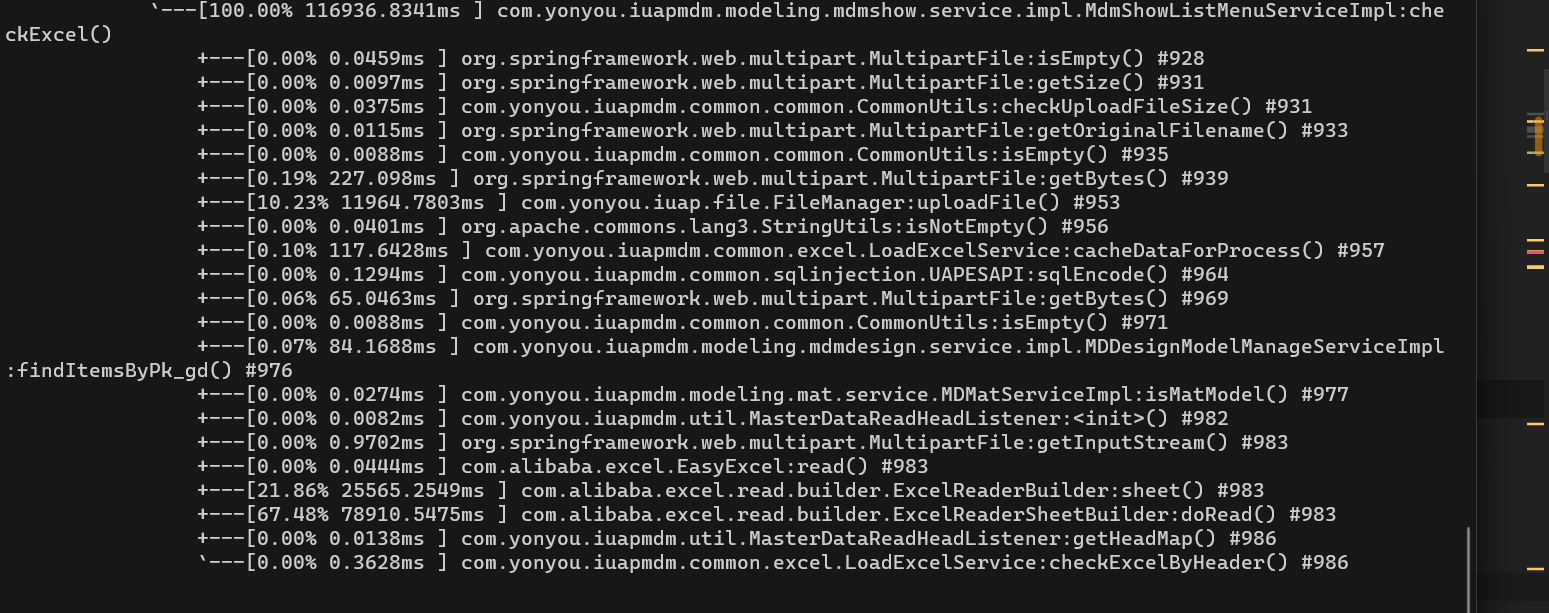 `---[100.00% 116936.8341ms ] com.yonyou.iuapmdm.modeling.mdmshow.service.impl.MdmShowListMenuServiceImpl:che
ckExcel()
+---[0.00% 0.0459ms ] org.springframework.web.multipart.MultipartFile:isEmpty() #928
+---[0.00% 0.0097ms ] org.springframework.web.multipart.MultipartFile:getSize() #931
+---[0.00% 0.0375ms ] com.yonyou.iuapmdm.common.common.CommonUtils:checkUploadFileSize() #931
+---[0.00% 0.0115ms ] org.springframework.web.multipart.MultipartFile:getOriginalFilename() #933
+---[0.00% 0.0088ms ] com.yonyou.iuapmdm.common.common.CommonUtils:isEmpty() #935
+---[0.19% 227.098ms ] org.springframework.web.multipart.MultipartFile:getBytes() #939
+---[10.23% 11964.7803ms ] com.yonyou.iuap.file.FileManager:uploadFile() #953
+---[0.00% 0.0401ms ] org.apache.commons.lang3.StringUtils:isNotEmpty() #956
+---[0.10% 117.6428ms ] com.yonyou.iuapmdm.common.excel.LoadExcelService:cacheDataForProcess() #957
+---[0.00% 0.1294ms ] com.yonyou.iuapmdm.common.sqlinjection.UAPESAPI:sqlEncode() #964
+---[0.06% 65.0463ms ] org.springframework.web.multipart.MultipartFile:getBytes() #969
+---[0.00% 0.0088ms ] com.yonyou.iuapmdm.common.common.CommonUtils:isEmpty() #971
+---[0.07% 84.1688ms ] com.yonyou.iuapmdm.modeling.mdmdesign.service.impl.MDDesignModelManageServiceImpl
:findItemsByPk_gd() #976
+---[0.00% 0.0274ms ] com.yonyou.iuapmdm.modeling.mat.service.MDMatServiceImpl:isMatModel() #977
+---[0.00% 0.0082ms ] com.yonyou.iuapmdm.util.MasterDataReadHeadListener:<init>() #982
+---[0.00% 0.9702ms ] org.springframework.web.multipart.MultipartFile:getInputStream() #983
+---[0.00% 0.0444ms ] com.alibaba.excel.EasyExcel:read() #983
+---[21.86% 25565.2549ms ] com.alibaba.excel.read.builder.ExcelReaderBuilder:sheet() #983
+---[67.48% 78910.5475ms ] com.alibaba.excel.read.builder.ExcelReaderSheetBuilder:doRead() #983
+---[0.00% 0.0138ms ] com.yonyou.iuapmdm.util.MasterDataReadHeadListener:getHeadMap() #986
`---[0.00% 0.3628ms ] com.yonyou.iuapmdm.common.excel.LoadExcelService:checkExcelByHeader() #986